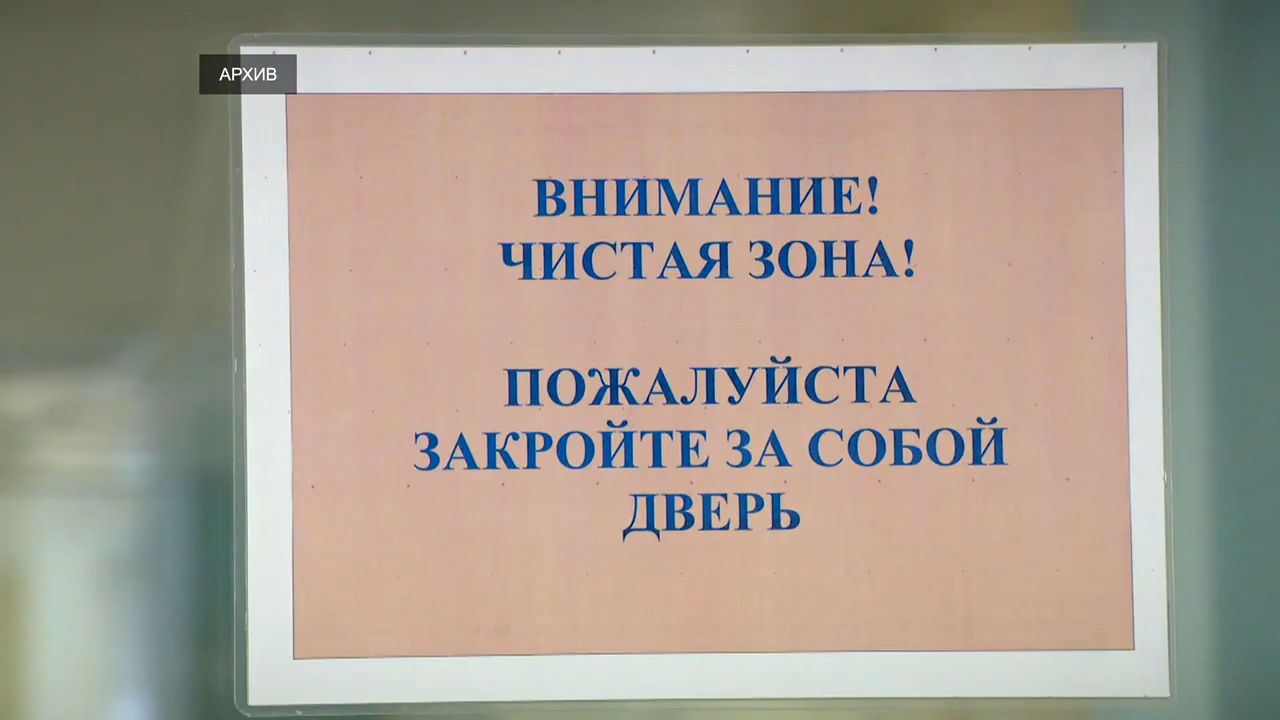 АРХИВ
ВНИМАНИЕ!
ЧИСТАЯ ЗОНА!
ПОЖАЛУЙСТА
ЗАКРОЙТЕ ЗА СОБОЙ
ДВЕРЬ